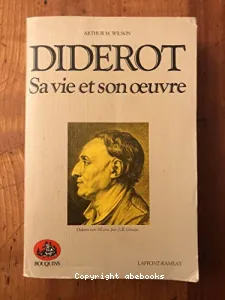 ARTHUR M. WILSON
DIDEROT
Sa vie et son œuvre
BOUQUINS
LAFFONT-RAMSAY
Copyright abebooks